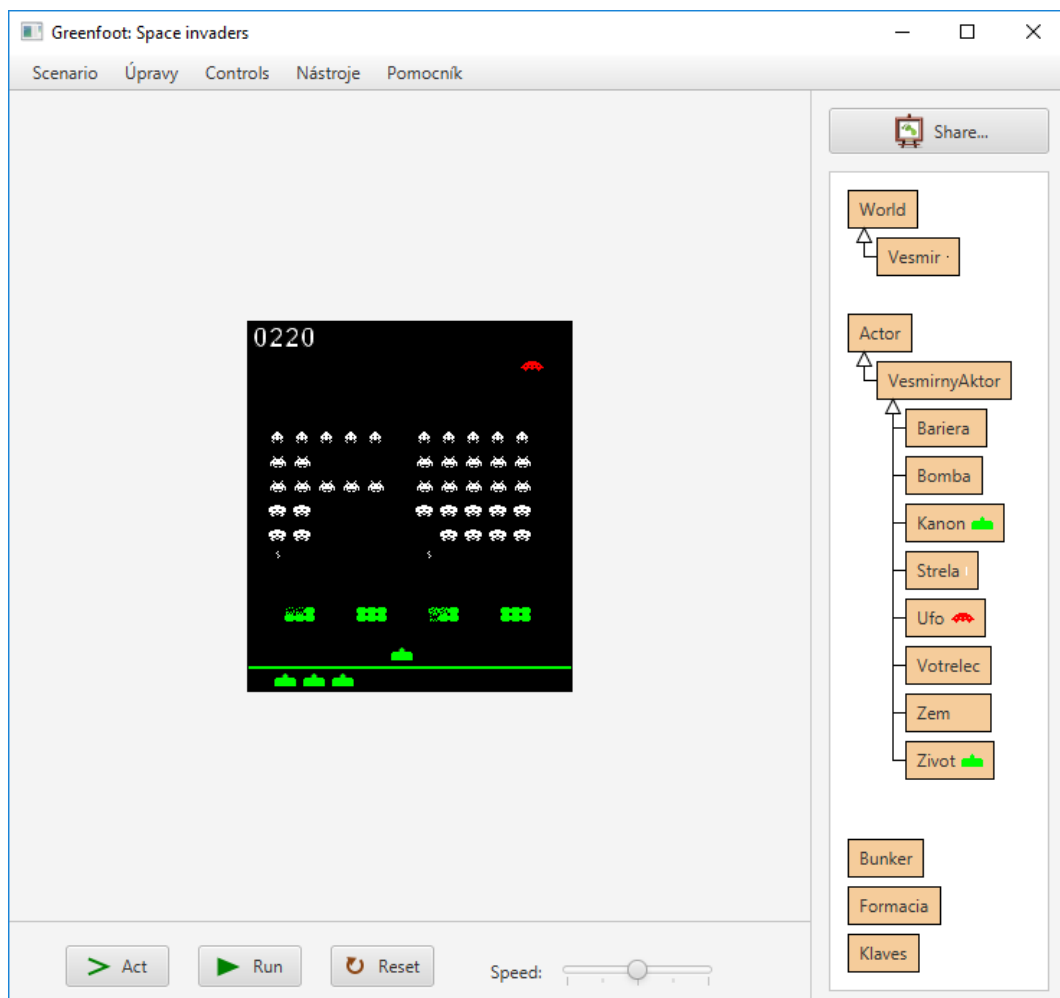 Greenfoot: Space invaders
Scenario Úpravy Controls Nástroje Pomocník
Share...
World
Vesmir
0220
Actor
VesmirnyAktor
Bariera
Bomba
Kanon
Strela
Ufo
Votrelec
Zem
Zivot
Bunker
Formacia
Klaves
Act Run Reset Speed: